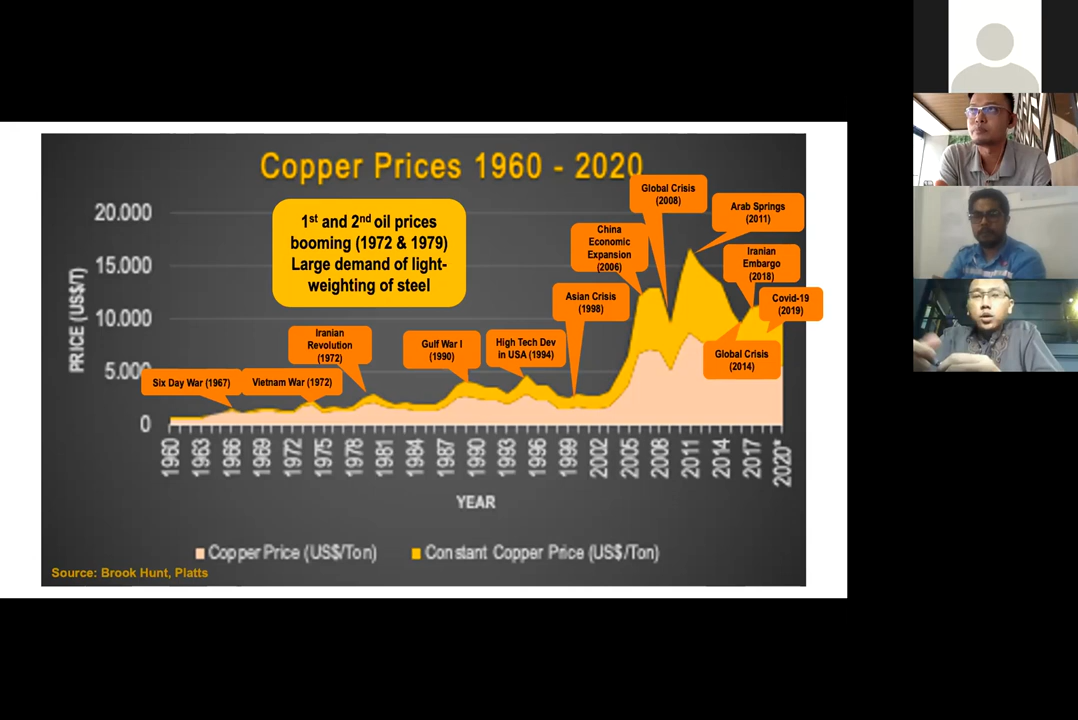 Copper Prices 1960 - 2020
Global Crisis
(2008)
Arab Springs
(2011)
1st and 2nd oil prices
booming (1972 & 1979)
Large demand of light-
weighting of steel
China
Economic
Expansion
(2006)
Iranian
Embargo
(2018)
Asian Crisis
(1998)
Covid-19
(2019)
Iranian
Revolution
(1972)
Gulf War I
(1990)
High Tech Dev
in USA (1994)
Global Crisis
(2014)
Six Day War (1967)
Vietnam War (1972)
PRICE (US$/T)
20.000
15.000
10.000
5.000
0
1960 1963 1966 1969 1972 1975 1978 1981 1984 1987 1990 1993 1996 1999 2002 2005 2008 2011 2014 2017 2020*
YEAR
Copper Price (US$/Ton) Constant Copper Price (US$/Ton)
Source: Brook Hunt, Platts